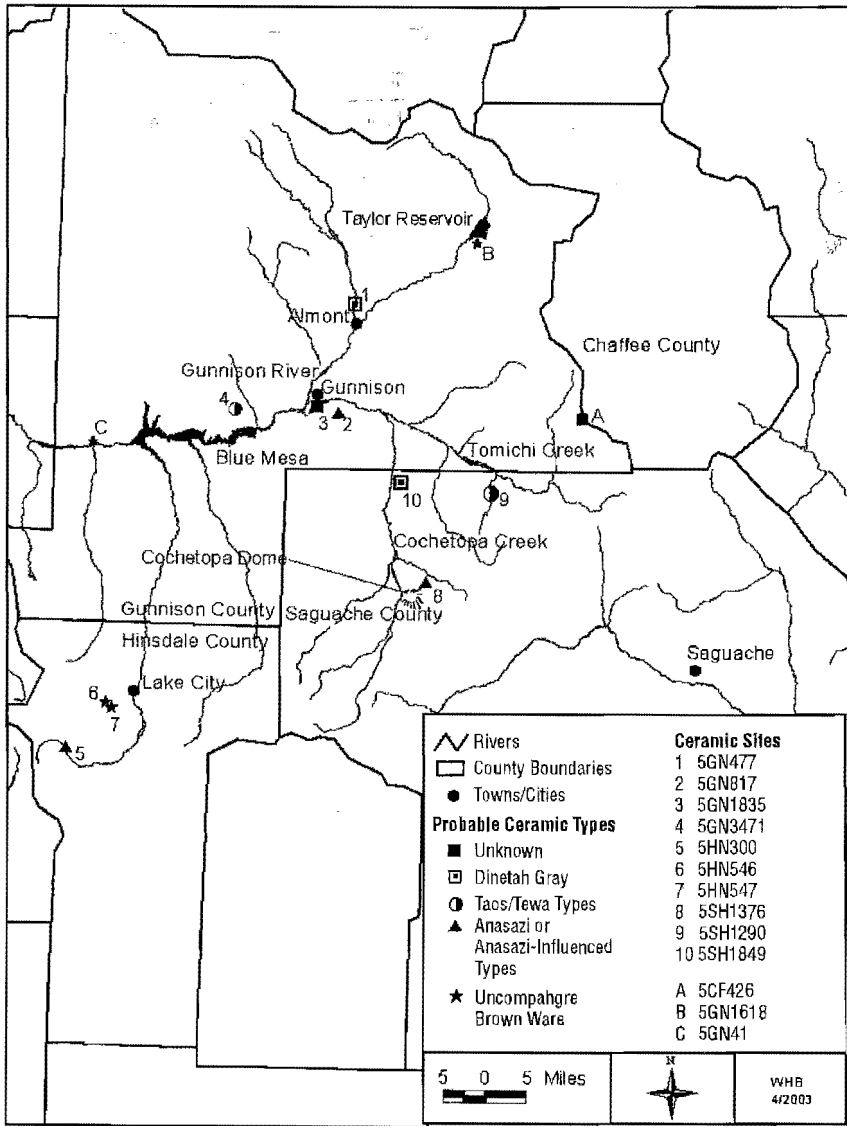 Taylor Reservoir
B
1
Almont
Chaffee County
Gunnison River
Gunnison
4
3
2
A
C
Blue Mesa
Tomichi Creek
10
9
Cochetopa Creek
Cochetopa Dome
8
Gunnison County
Saguache County
Hinsdale County
Saguache
Lake City
6
7
5
Rivers
County Boundaries
Towns/Cities
Probable Ceramic Types
Unknown
Dinetah Gray
Taos/Tewa Types
Anasazi or
Anasazi-Influenced
Types
Uncompahgre
Brown Ware
Ceramic Sites
1 5GN477
2 5GN817
3 5GN1835
4 5GN3471
5 5HN300
6 5HN546
7 5HN547
8 5SH1376
9 5SH1290
10 5SH1849
A 5CF426
B 5GN1618
C 5GN41
5 0 5 Miles
N
WHB
4/2003